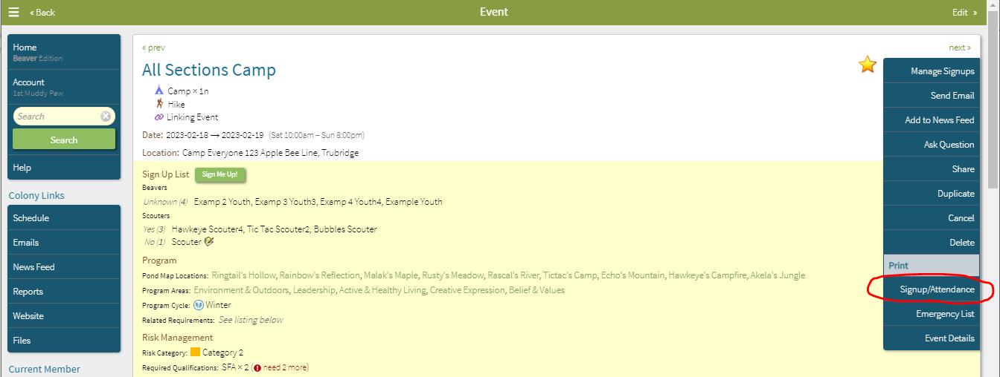 « Back
Event
Edit »
Home
Beaver Edition
Account
1st Muddy Paw
Search
Search
Help
Colony Links
Schedule
Emails
News Feed
Reports
Website
Files
Current Member
« prev
next »
All Sections Camp
Camp × 1n
Hike
Linking Event
Date: 2023-02-18 → 2023-02-19 (Sat 10:00am – Sun 8:00pm)
Location: Camp Everyone 123 Apple Bee Line, Trubridge
Sign Up List Sign Me Up!
Beavers
Unknown (4) Examp 2 Youth, Examp 3 Youth3, Examp 4 Youth4, Example Youth
Scouters
Yes (3) Hawkeye Scouter4, Tic Tac Scouter2, Bubbles Scouter
No (1) Scouter
Program
Pond Map Locations: Ringtail's Hollow, Rainbow's Reflection, Malak's Maple, Rusty's Meadow, Rascal's River, Tictac's Camp, Echo's Mountain, Hawkeye's Campfire, Akela's Jungle
Program Areas: Environment & Outdoors, Leadership, Active & Healthy Living, Creative Expression, Belief & Values
Program Cycle: Winter
Related Requirements: See listing below
Risk Management
Risk Category: Category 2
Required Qualifications: SFA × 2 (! need 2 more)
Manage Signups
Send Email
Add to News Feed
Ask Question
Share
Duplicate
Cancel
Delete
Print
Signup/Attendance
Emergency List
Event Details